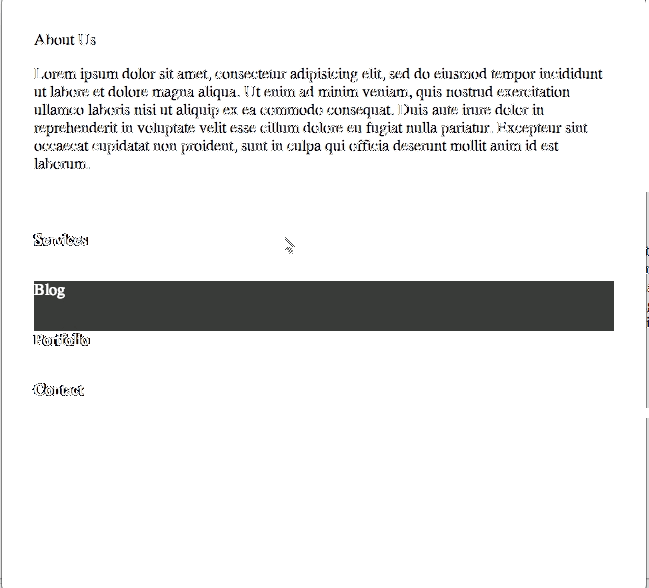 About Us
Lorem ipsum dolor sit amet, consectetur adipisicing elit, sed do eiusmod tempor incididunt
ut labore et dolore magna aliqua. Ut enim ad minim veniam, quis nostrud exercitation
ullamco laboris nisi ut aliquip ex ea commodo consequat. Duis aute irure dolor in
reprehenderit in voluptate velit esse cillum dolore eu fugiat nulla pariatur. Excepteur sint
occaecat cupidatat non proident, sunt in culpa qui officia deserunt mollit anim id est
laborum.
Services
Blog
Portfolio
Contact